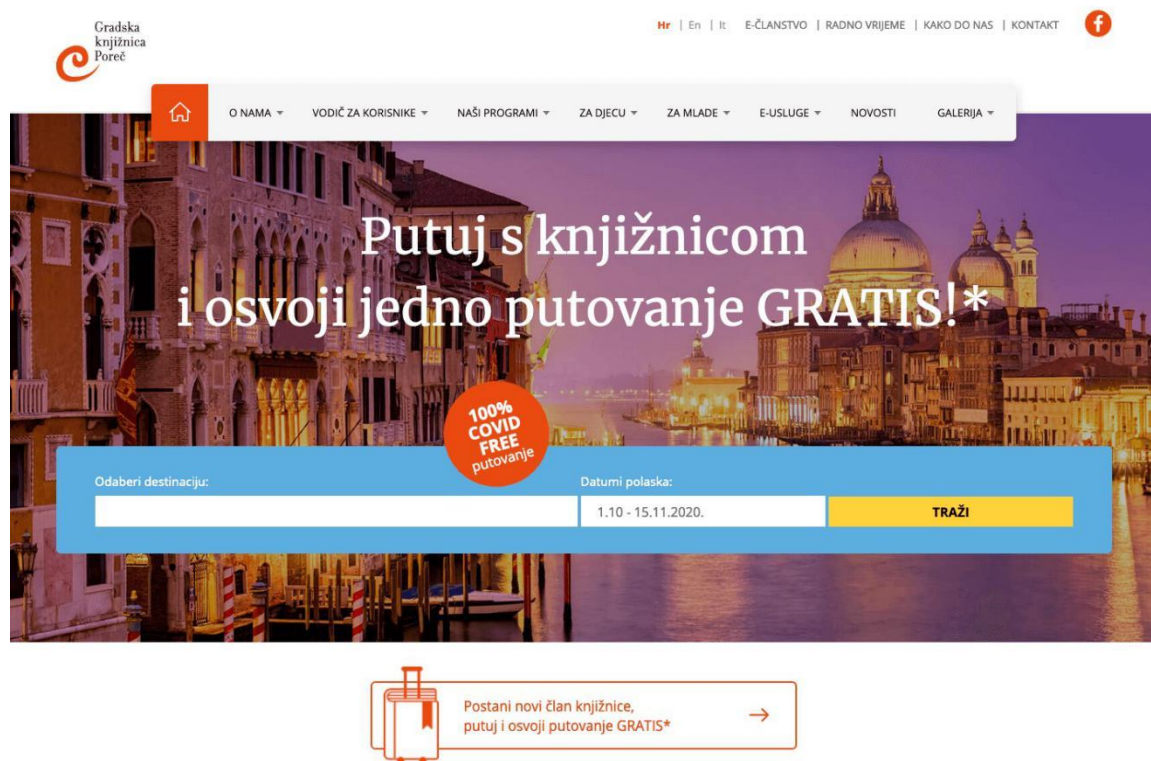 Gradska
knjižnica
Poreč
Hr | En | It E-ČLANSTVO | RADNO VRIJEME | KAKO DO NAS | KONTAKT
f
O NAMA VODIČ ZA KORISNIKE NAŠI PROGRAMI ZA DJECU ZA MLADE E-USLUGE NOVOSTI GALERIJA
Putuj s knjižnicom
i osvoji jedno putovanje GRATIS!*
100%
COVID
FREE
putovanje
Odaberi destinaciju: Datumi polaska:
1.10 - 15.11.2020. TRAŽI
Postani novi član knjižnice,
putuj i osvoji putovanje GRATIS*